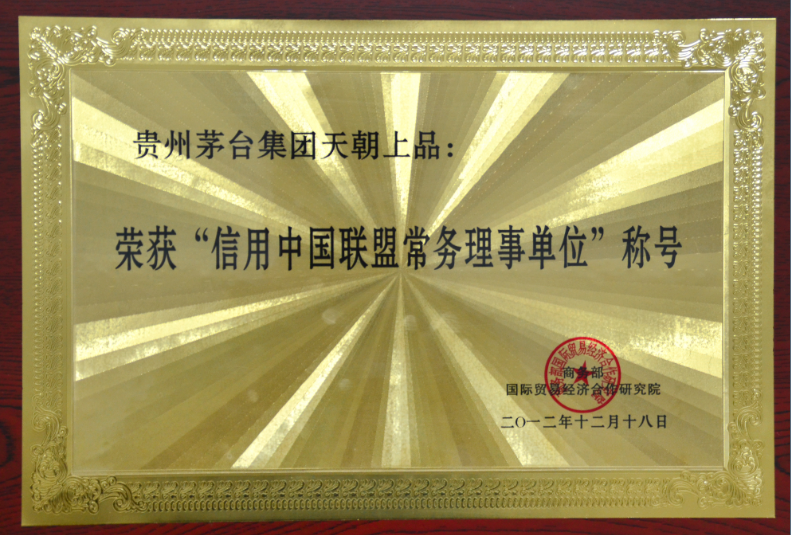 贵州茅台集团天朝上品：
荣获“信用中国联盟常务理事单位”称号
商务部
国际贸易经济合作研究院
二〇一二年十二月十八日